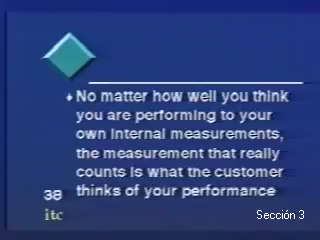 ♦ No matter how well you think
you are performing to your
own internal measurements,
the measurement that really
counts is what the customer
thinks of your performance
38
itc
Sección 3